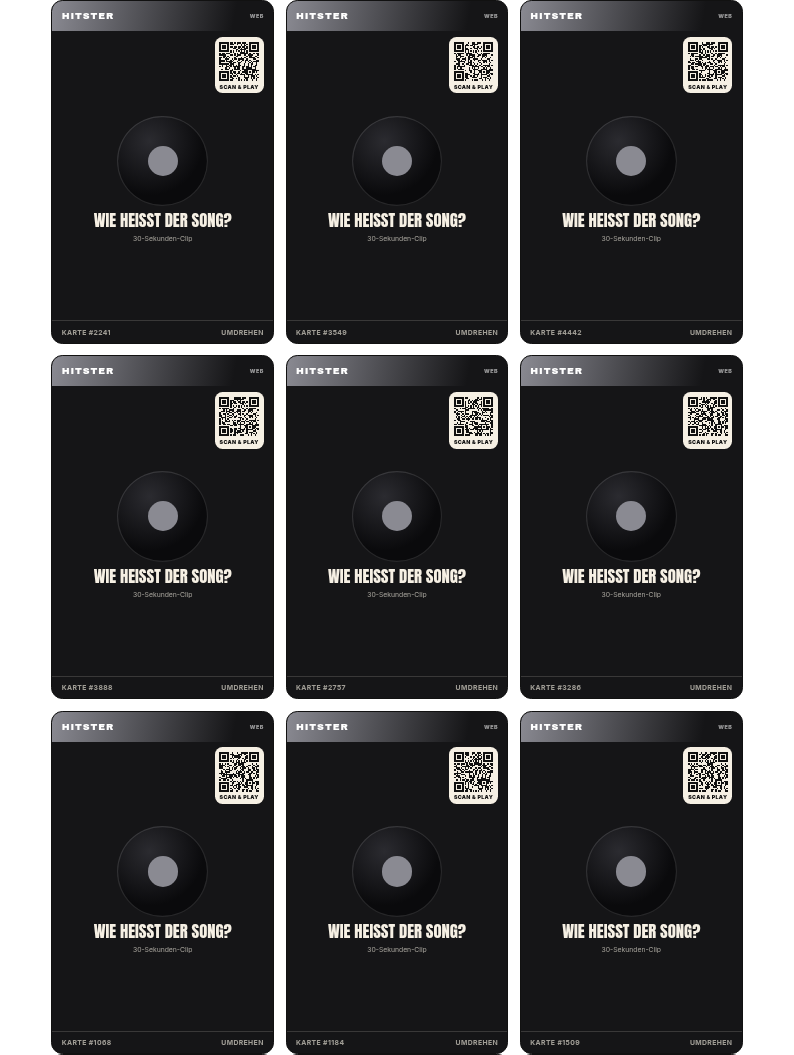 HITSTER WEB
SCAN & PLAY
WIE HEISST DER SONG?
30-Sekunden-Clip
KARTE #2241 UMDREHEN
HITSTER WEB
SCAN & PLAY
WIE HEISST DER SONG?
30-Sekunden-Clip
KARTE #3549 UMDREHEN
HITSTER WEB
SCAN & PLAY
WIE HEISST DER SONG?
30-Sekunden-Clip
KARTE #4442 UMDREHEN
HITSTER WEB
SCAN & PLAY
WIE HEISST DER SONG?
30-Sekunden-Clip
KARTE #3888 UMDREHEN
HITSTER WEB
SCAN & PLAY
WIE HEISST DER SONG?
30-Sekunden-Clip
KARTE #2757 UMDREHEN
HITSTER WEB
SCAN & PLAY
WIE HEISST DER SONG?
30-Sekunden-Clip
KARTE #3286 UMDREHEN
HITSTER WEB
SCAN & PLAY
WIE HEISST DER SONG?
30-Sekunden-Clip
KARTE #1068 UMDREHEN
HITSTER WEB
SCAN & PLAY
WIE HEISST DER SONG?
30-Sekunden-Clip
KARTE #1184 UMDREHEN
HITSTER WEB
SCAN & PLAY
WIE HEISST DER SONG?
30-Sekunden-Clip
KARTE #1509 UMDREHEN